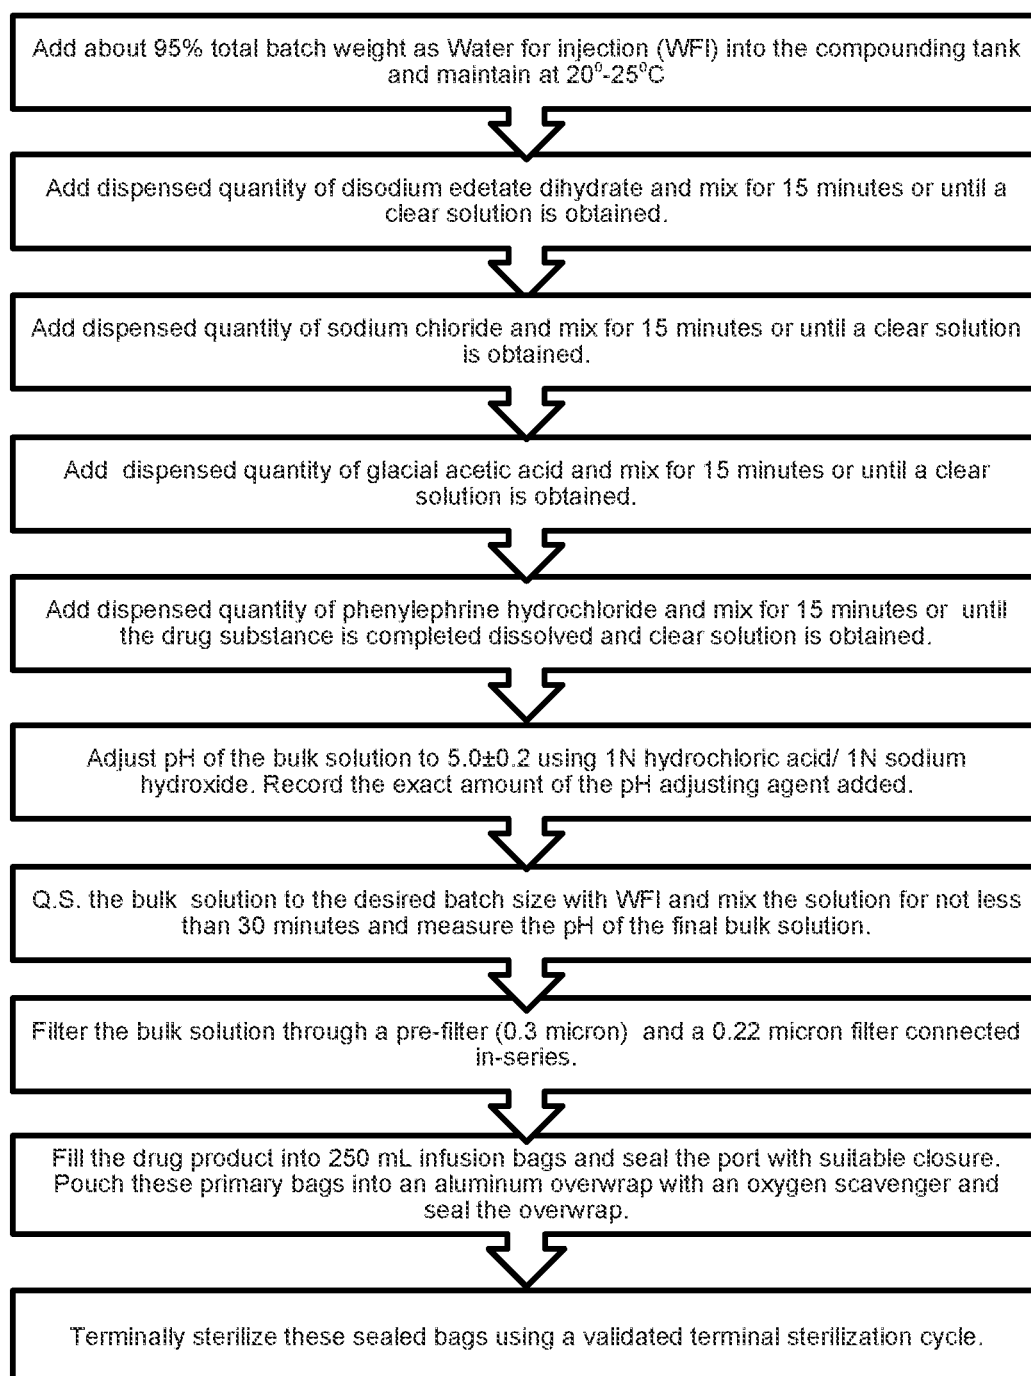 Add about 95% total batch weight as Water for injection (WFI) into the compounding tank
and maintain at 20⁰-25⁰C
Add dispensed quantity of disodium edetate dihydrate and mix for 15 minutes or until a
clear solution is obtained.
Add dispensed quantity of sodium chloride and mix for 15 minutes or until a clear solution
is obtained.
Add dispensed quantity of glacial acetic acid and mix for 15 minutes or until a clear
solution is obtained.
Add dispensed quantity of phenylephrine hydrochloride and mix for 15 minutes or until
the drug substance is completed dissolved and clear solution is obtained.
Adjust pH of the bulk solution to 5.0±0.2 using 1N hydrochloric acid/ 1N sodium
hydroxide. Record the exact amount of the pH adjusting agent added.
Q.S. the bulk solution to the desired batch size with WFI and mix the solution for not less
than 30 minutes and measure the pH of the final bulk solution.
Filter the bulk solution through a pre-filter (0.3 micron) and a 0.22 micron filter connected
in-series.
Fill the drug product into 250 mL infusion bags and seal the port with suitable closure.
Pouch these primary bags into an aluminum overwrap with an oxygen scavenger and
seal the overwrap.
Terminally sterilize these sealed bags using a validated terminal sterilization cycle.